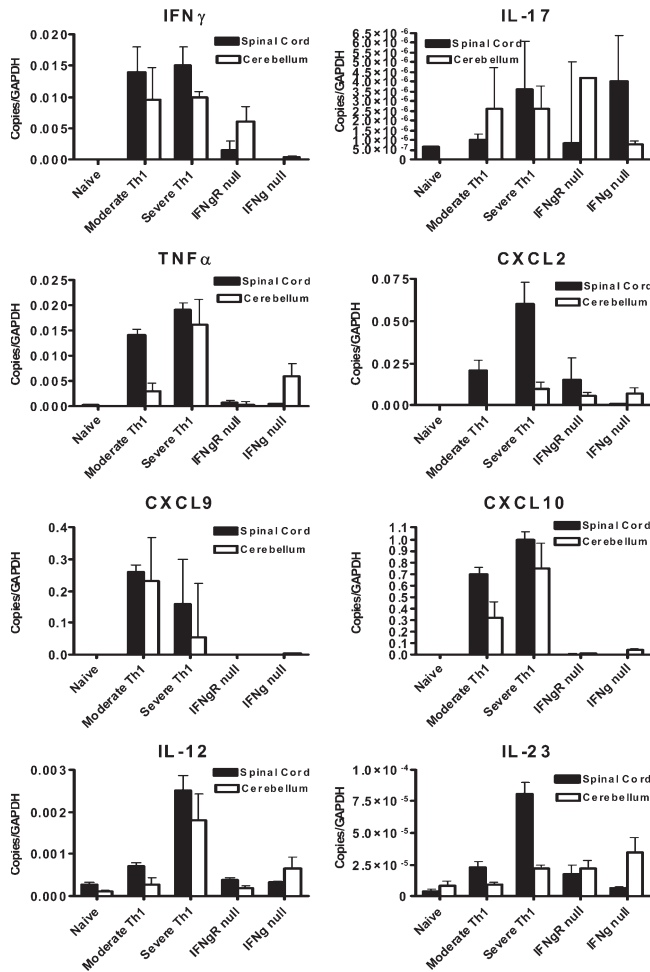 IFNγ
Copies/GAPDH
0.020
0.015
0.010
0.005
0.000
Spinal Cord
Cerebellum
Naive
Moderate Th1
Severe Th1
IFNgR null
IFNg null
IL-17
Copies/GAPDH
6.5×10⁻⁶
6.0×10⁻⁶
5.5×10⁻⁶
5.0×10⁻⁶
4.5×10⁻⁶
4.0×10⁻⁶
3.5×10⁻⁶
3.0×10⁻⁶
2.5×10⁻⁶
2.0×10⁻⁶
1.5×10⁻⁶
1.0×10⁻⁶
5.0×10⁻⁷
0
Spinal Cord
Cerebellum
Naive
Moderate Th1
Severe Th1
IFNgR null
IFNg null
TNFα
Copies/GAPDH
0.025
0.020
0.015
0.010
0.005
0.000
Spinal Cord
Cerebellum
Naive
Moderate Th1
Severe Th1
IFNgR null
IFNg null
CXCL2
Copies/GAPDH
0.075
0.050
0.025
0.000
Spinal Cord
Cerebellum
Naive
Moderate Th1
Severe Th1
IFNgR null
IFNg null
CXCL9
Copies/GAPDH
0.4
0.3
0.2
0.1
0.0
Spinal Cord
Cerebellum
Naive
Moderate Th1
Severe Th1
IFNgR null
IFNg null
CXCL10
Copies/GAPDH
1.1
1.0
0.9
0.8
0.7
0.6
0.5
0.4
0.3
0.2
0.1
0.0
Spinal Cord
Cerebellum
Naive
Moderate Th1
Severe Th1
IFNgR null
IFNg null
IL-12
Copies/GAPDH
0.003
0.002
0.001
0.000
Spinal Cord
Cerebellum
Naive
Moderate Th1
Severe Th1
IFNgR null
IFNg null
IL-23
Copies/GAPDH
1.0×10⁻⁴
7.5×10⁻⁵
5.0×10⁻⁵
2.5×10⁻⁵
0
Spinal Cord
Cerebellum
Naive
Moderate Th1
Severe Th1
IFNgR null
IFNg null